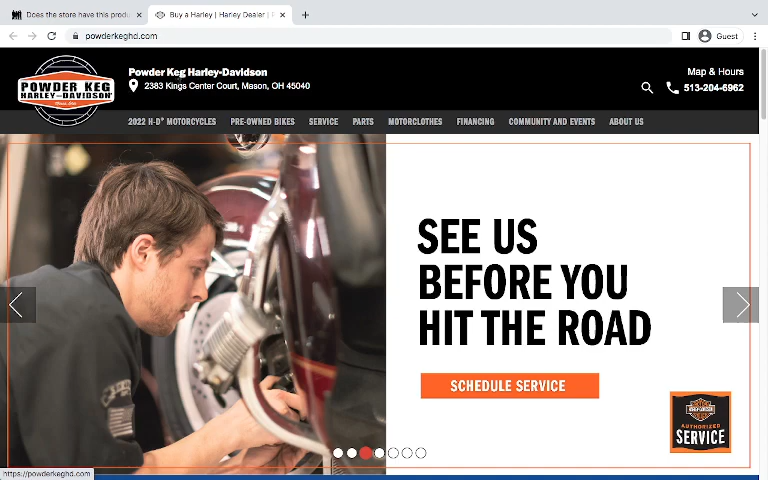 Does the store have this produ
Buy a Harley | Harley Dealer |
powderkeghd.com
Guest
POWDER KEG
HARLEY-DAVIDSON
Powder Keg Harley-Davidson
2383 Kings Center Court, Mason, OH 45040
Map & Hours
513-204-6962
2022 H-D® MOTORCYCLES
PRE-OWNED BIKES
SERVICE
PARTS
MOTORCLOTHES
FINANCING
COMMUNITY AND EVENTS
ABOUT US
SEE US
BEFORE YOU
HIT THE ROAD
SCHEDULE SERVICE
HARLEY-DAVIDSON
AUTHORIZED
SERVICE
https://powderkeghd.com